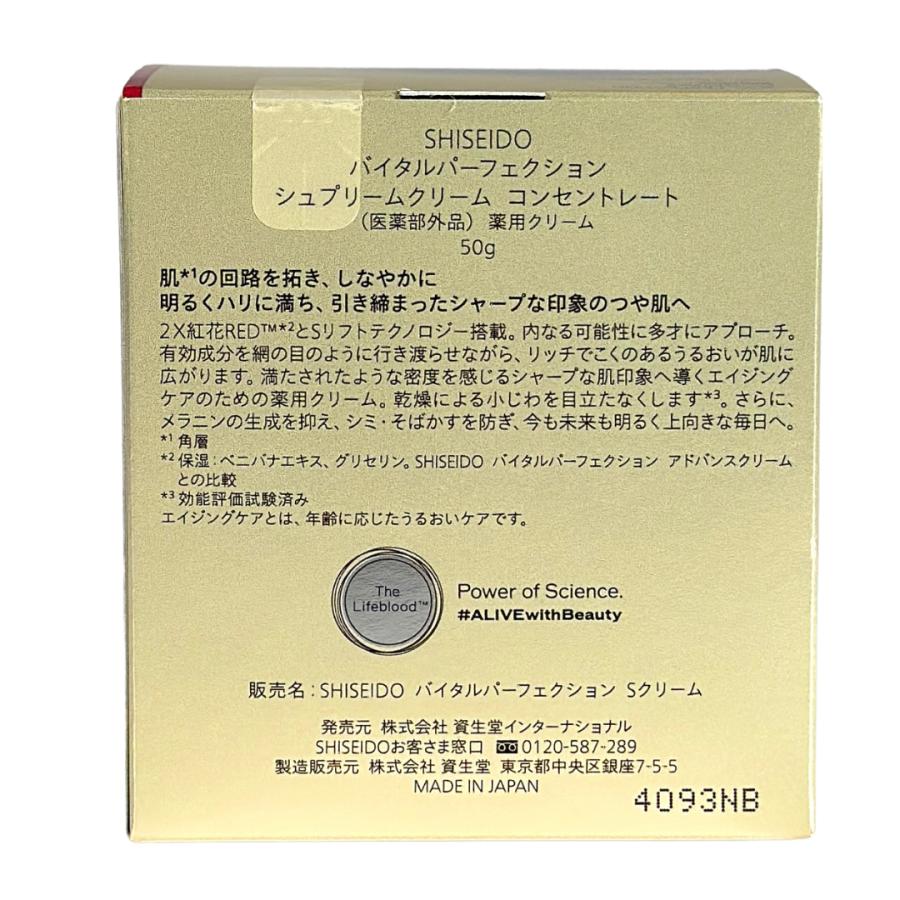 SHISEIDO
バイタルパーフェクション
シュプリームクリーム コンセントレート
(医薬部外品) 薬用クリーム
50g
肌*1の回路を拓き、しなやかに
明るくハリに満ち、引き締まったシャープな印象のつや肌へ
2X紅花RED™*2とSリフトテクノロジー搭載。内なる可能性に多才にアプローチ。
有効成分を網の目のように行き渡らせながら、リッチでこくのあるうるおいが肌に
広がります。満たされたような密度を感じるシャープな肌印象へ導くエイジング
ケアのための薬用クリーム。乾燥による小じわを目立たなくします*3。さらに、
メラニンの生成を抑え、シミ・そばかすを防ぎ、今も未来も明るく上向きな毎日へ。
*1 角層
*2 保湿:ベニバナエキス、グリセリン。SHISEIDO バイタルパーフェクション アドバンスクリーム
との比較
*3 効能評価試験済み
エイジングケアとは、年齢に応じたうるおいケアです。
The
Lifeblood™
Power of Science.
#ALIVEwithBeauty
販売名:SHISEIDO バイタルパーフェクション Sクリーム
発売元 株式会社 資生堂インターナショナル
SHISEIDOお客さま窓口 0120-587-289
製造販売元 株式会社 資生堂 東京都中央区銀座7-5-5
MADE IN JAPAN
4093NB